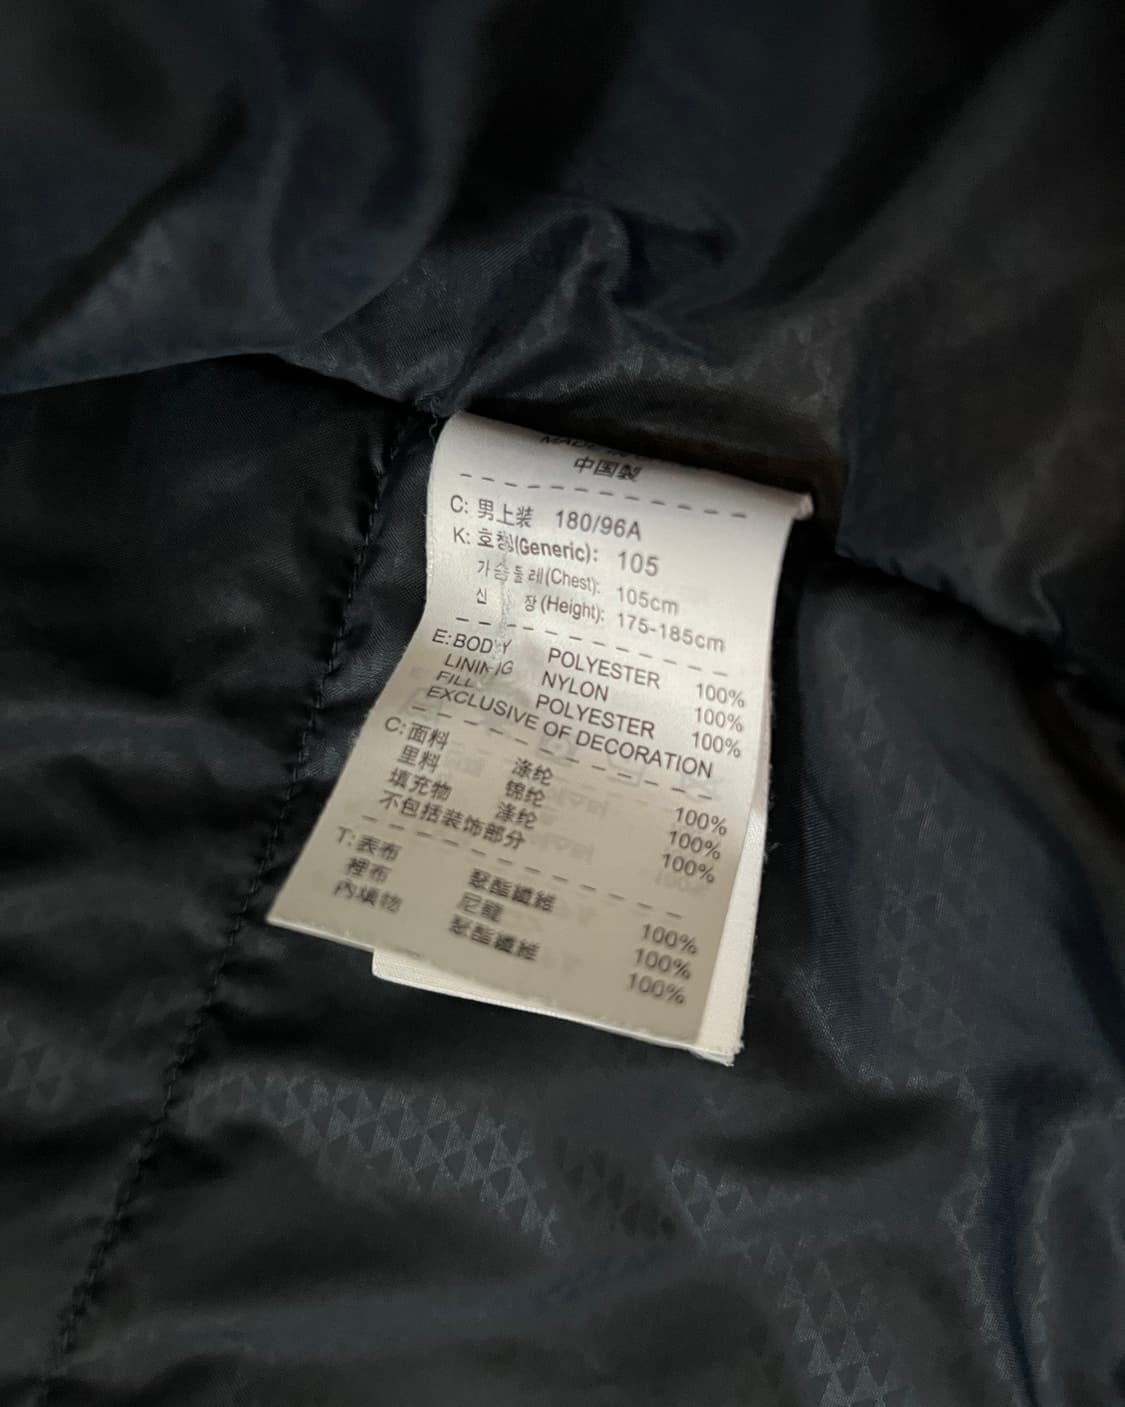 MADE IN
中国製
C: 男上装 180/96A
K: 호칭(Generic): 105
가슴둘레(Chest): 105cm
신 장(Height): 175-185cm
E: BODY POLYESTER 100%
LINING NYLON 100%
FILL POLYESTER 100%
EXCLUSIVE OF DECORATION
C: 面料 涤纶 100%
里料 锦纶 100%
填充物 涤纶 100%
不包括装饰部分
T: 表布 聚酯纖維 100%
裡布 尼龍 100%
內填物 聚酯纖維 100%